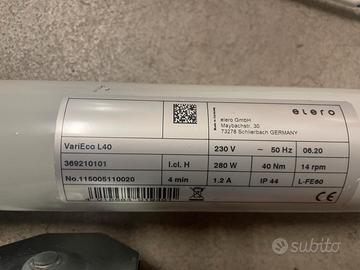 elero
elero GmbH
Maybachstr. 30
73278 Schlierbach GERMANY
VariEco L40 230 V ~ 50 Hz 06.20
369210101 I.cl. H 280 W 40 Nm 14 rpm
No.115005110020 4 min 1.2 A IP 44 L-FE60
CE
subito